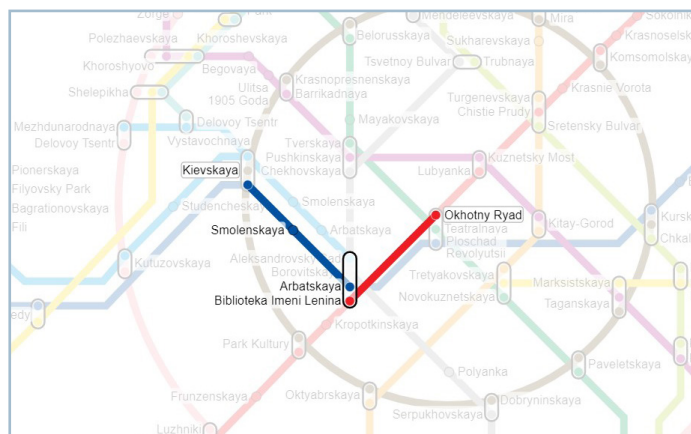 Zorge
Park
Polezhaevskaya
Khoroshevskaya
Khoroshyovo
Begovaya
Shelepikha
Ulitsa
1905 Goda
Krasnopresnenskaya
Barrikadnaya
Belorusskaya
Mendeleevskaya
Mira
Sokolniki
Sukharevskaya
Krasnoselskaya
Tsvetnoy Bulvar
Trubnaya
Komsomolskaya
Krasnie Vorota
Mayakovskaya
Turgenevskaya
Chistie Prudy
Sretensky Bulvar
Mezhdunarodnaya
Delovoy Tsentr
Delovoy Tsentr
Vystavochnaya
Tverskaya
Pushkinskaya
Chekhovskaya
Lubyanka
Kuznetsky Most
Pionerskaya
Filyovsky Park
Bagrationovskaya
Fili
Kievskaya
Studencheskaya
Smolenskaya
Smolenskaya
Arbatskaya
Okhotny Ryad
Teatralnaya
Ploschad
Revolyutsii
Kitay-Gorod
Kursk
Chkal
Kutuzovskaya
Aleksandrovsky Sad
Borovitskaya
Arbatskaya
Biblioteka Imeni Lenina
Tretyakovskaya
Novokuznetskaya
Marksistskaya
Taganskaya
edy
Kropotkinskaya
Park Kultury
Polyanka
Paveletskaya
Frunzenskaya
Oktyabrskaya
Dobryninskaya
Serpukhovskaya
Luzhniki